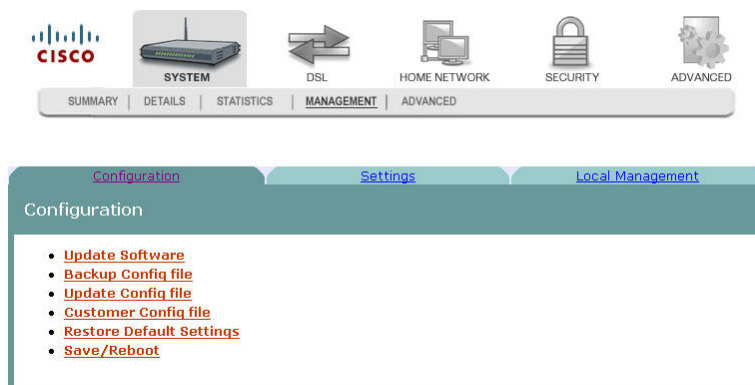 CISCO
SYSTEM DSL HOME NETWORK SECURITY ADVANCED
SUMMARY | DETAILS | STATISTICS | MANAGEMENT | ADVANCED
Configuration Settings Local Management
Configuration
• Update Software
• Backup Config file
• Update Config file
• Customer Config file
• Restore Default Settings
• Save/Reboot